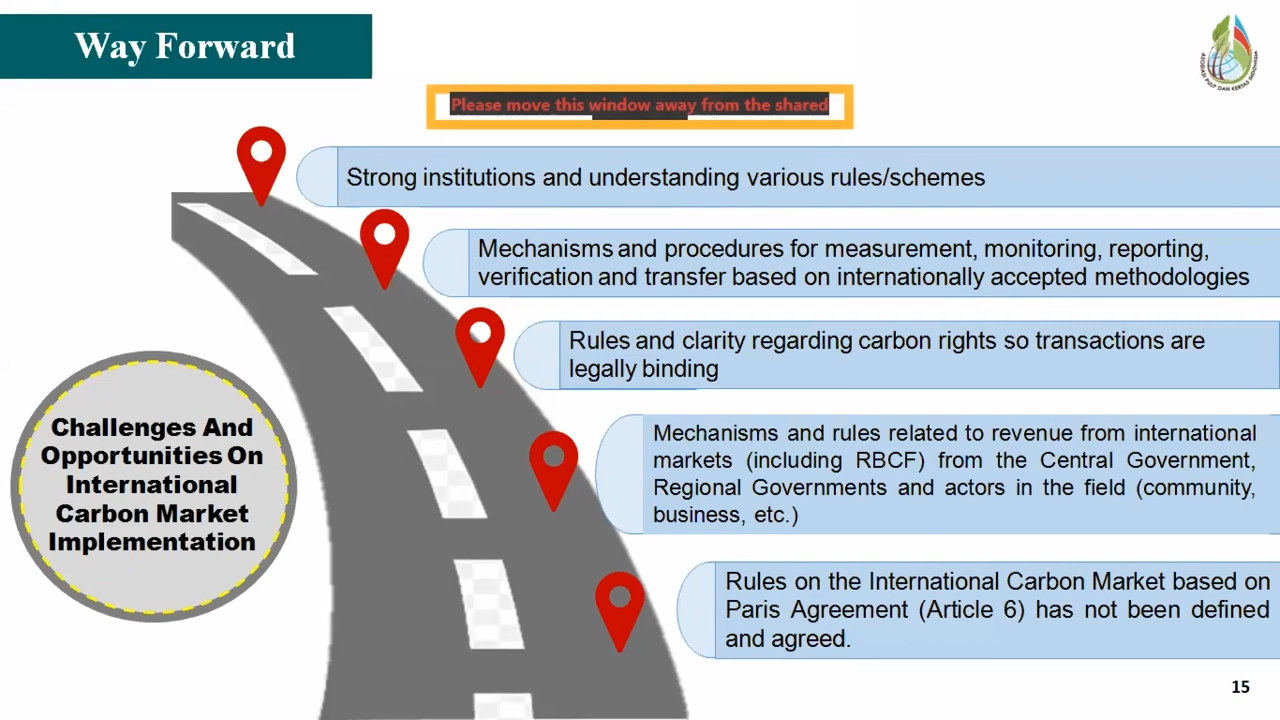 Way Forward
ASOSIASI PULP DAN KERTAS INDONESIA
Please move this window away from the shared
Strong institutions and understanding various rules/schemes
Mechanisms and procedures for measurement, monitoring, reporting,
verification and transfer based on internationally accepted methodologies
Rules and clarity regarding carbon rights so transactions are
legally binding
Challenges And
Opportunities On
International
Carbon Market
Implementation
Mechanisms and rules related to revenue from international
markets (including RBCF) from the Central Government,
Regional Governments and actors in the field (community,
business, etc.)
Rules on the International Carbon Market based on
Paris Agreement (Article 6) has not been defined
and agreed.
15